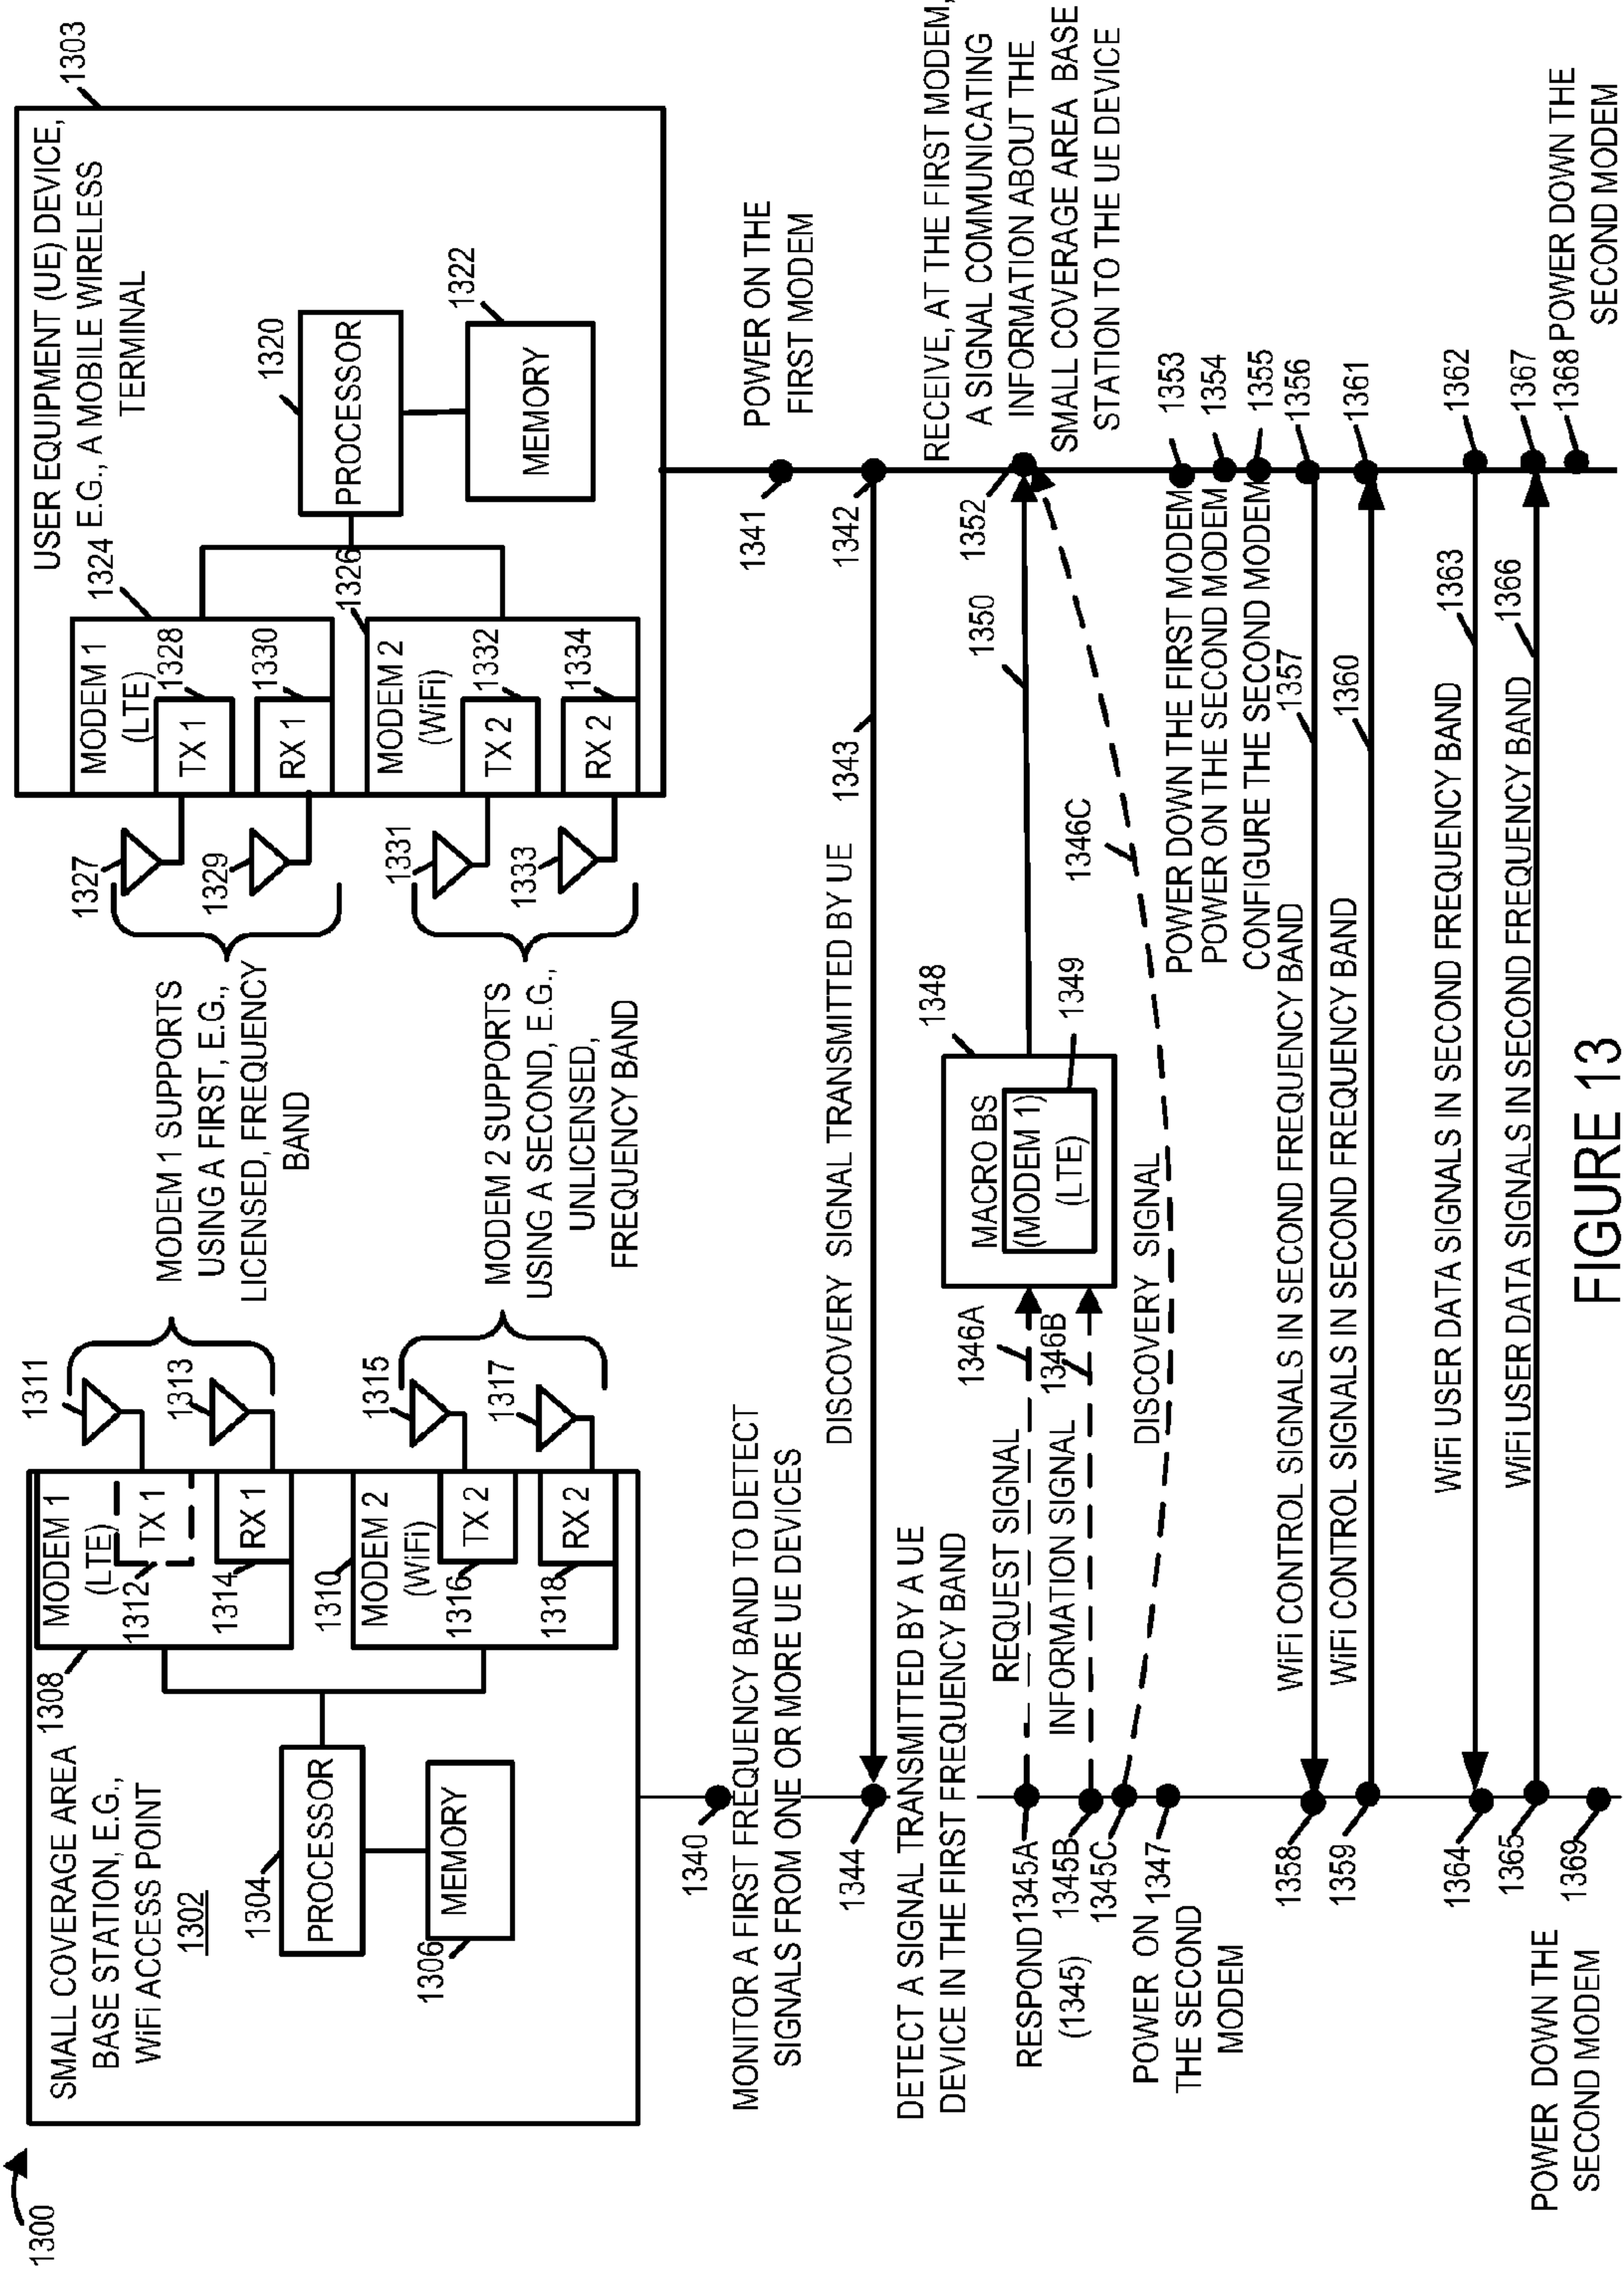 1300
SMALL COVERAGE AREA
BASE STATION, E.G.,
WiFi ACCESS POINT
1302
1304
PROCESSOR
1306
MEMORY
1308
MODEM 1
(LTE)
1312
TX 1
1314
RX 1
1310
MODEM 2
(WiFi)
1316
TX 2
1318
RX 2
1311
1313
1315
1317
MODEM 1 SUPPORTS
USING A FIRST, E.G.,
LICENSED, FREQUENCY
BAND
MODEM 2 SUPPORTS
USING A SECOND, E.G.,
UNLICENSED,
FREQUENCY BAND
1327
1329
1331
1333
USER EQUIPMENT (UE) DEVICE,
E.G., A MOBILE WIRELESS
TERMINAL
1303
1324
MODEM 1
(LTE)
1328
TX 1
1330
RX 1
1326
MODEM 2
(WiFi)
1332
TX 2
1334
RX 2
1320
PROCESSOR
1322
MEMORY
1340
MONITOR A FIRST FREQUENCY BAND TO DETECT
SIGNALS FROM ONE OR MORE UE DEVICES
1341
POWER ON THE
FIRST MODEM
1342
DISCOVERY SIGNAL TRANSMITTED BY UE
1343
1344
DETECT A SIGNAL TRANSMITTED BY A UE
DEVICE IN THE FIRST FREQUENCY BAND
RESPOND
(1345)
1345A
1345B
1345C
REQUEST SIGNAL
1346A
INFORMATION SIGNAL
1346B
DISCOVERY SIGNAL
1346C
MACRO BS
(MODEM 1)
(LTE)
1348
1349
1350
1352
RECEIVE, AT THE FIRST MODEM,
A SIGNAL COMMUNICATING
INFORMATION ABOUT THE
SMALL COVERAGE AREA BASE
STATION TO THE UE DEVICE
POWER ON
THE SECOND
MODEM
1347
POWER DOWN THE FIRST MODEM
1353
POWER ON THE SECOND MODEM
1354
CONFIGURE THE SECOND MODEM
1355
1356
1358
WiFi CONTROL SIGNALS IN SECOND FREQUENCY BAND
1357
1359
WiFi CONTROL SIGNALS IN SECOND FREQUENCY BAND
1360
1361
1364
WiFi USER DATA SIGNALS IN SECOND FREQUENCY BAND
1363
1362
1365
WiFi USER DATA SIGNALS IN SECOND FREQUENCY BAND
1366
1367
1368
POWER DOWN THE
SECOND MODEM
POWER DOWN THE
SECOND MODEM
1369
FIGURE 13